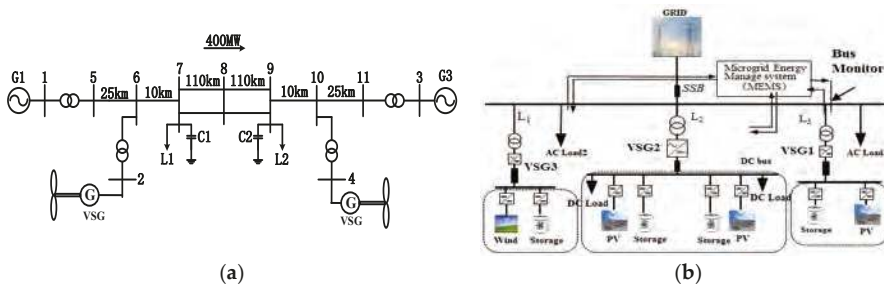 400MW
G1
1
5
6
7
8
9
10
11
3
G3
25km
10km
110km
110km
10km
25km
L1
C1
C2
L2
2
4
G
VSG
G
VSG
(a)
GRID
Microgrid Energy
Manage system
(MEMS)
Bus
Monitor
SSB
L1
L2
L3
AC Load2
VSG2
VSG1
AC Load
VSG3
DC bus
DC Load
DC Load
Wind
Storage
PV
Storage
Storage
PV
Storage
PV
(b)